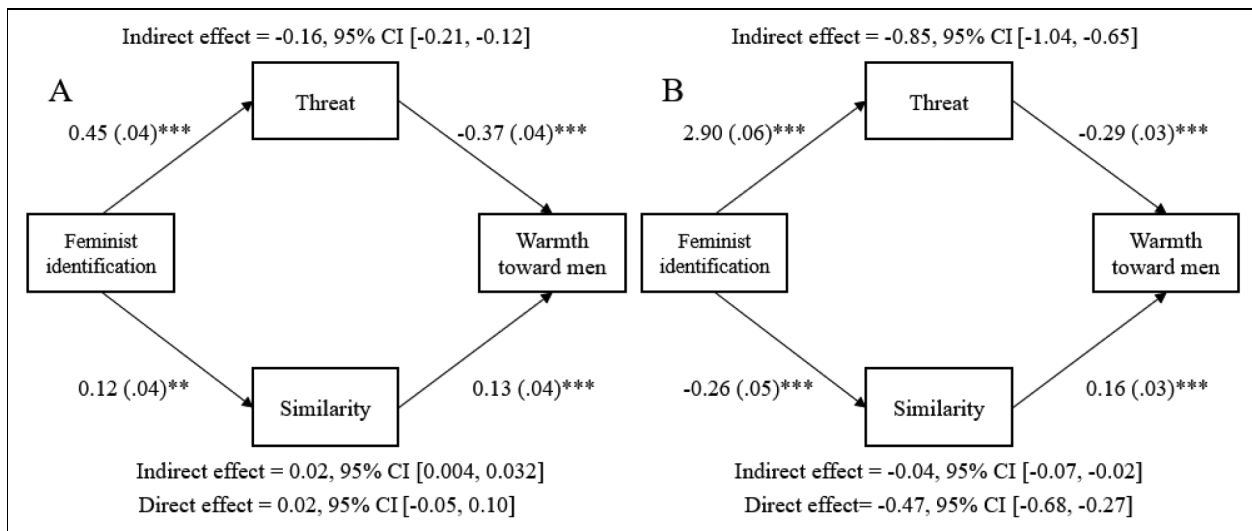 Indirect effect = -0.16, 95% CI [-0.21, -0.12]
A
Threat
0.45 (.04)***
-0.37 (.04)***
Feminist
identification
Warmth
toward men
0.12 (.04)**
0.13 (.04)***
Similarity
Indirect effect = 0.02, 95% CI [0.004, 0.032]
Direct effect = 0.02, 95% CI [-0.05, 0.10]
Indirect effect = -0.85, 95% CI [-1.04, -0.65]
B
Threat
2.90 (.06)***
-0.29 (.03)***
Feminist
identification
Warmth
toward men
-0.26 (.05)***
0.16 (.03)***
Similarity
Indirect effect = -0.04, 95% CI [-0.07, -0.02]
Direct effect= -0.47, 95% CI [-0.68, -0.27]